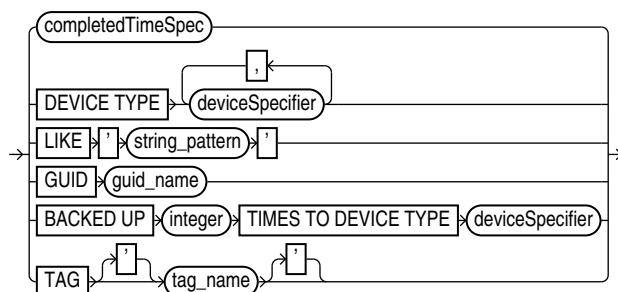 completedTimeSpec
,
DEVICE TYPE deviceSpecifier
LIKE ’ string_pattern ’
GUID guid_name
BACKED UP integer TIMES TO DEVICE TYPE deviceSpecifier
’ ’
TAG tag_name